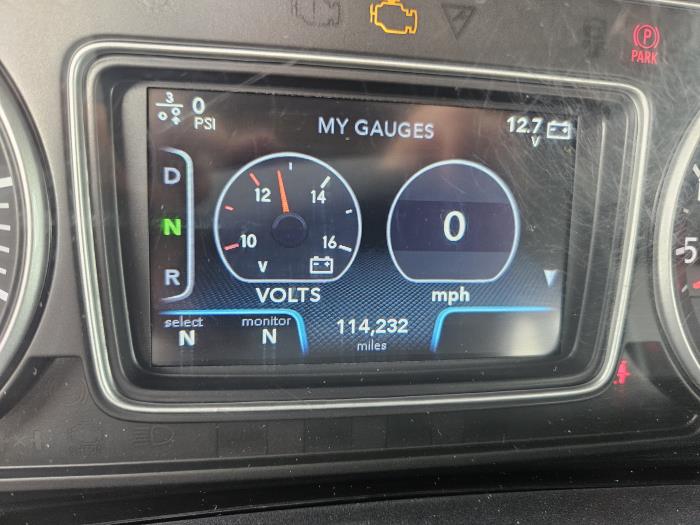 P
PARK
3
0
PSI
MY GAUGES
12.7
V
D
N
R
12
14
10
16
V
VOLTS
0
mph
select
N
monitor
N
114,232
miles
5